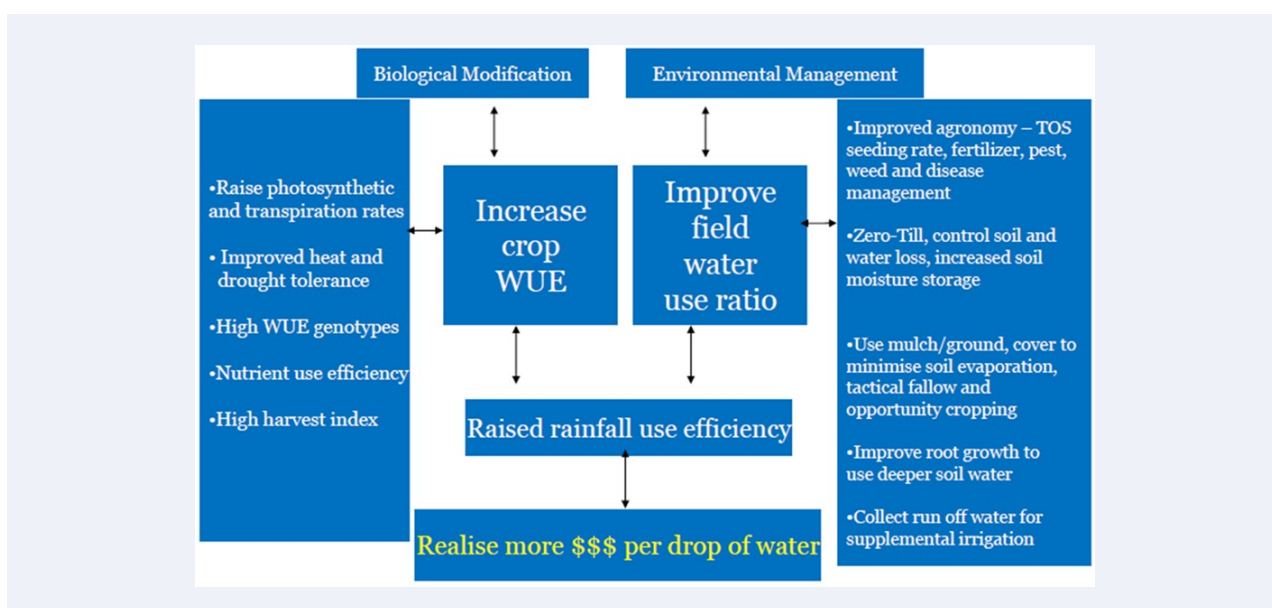 Biological Modification
Environmental Management
•Raise photosynthetic
and transpiration rates
• Improved heat and
drought tolerance
•High WUE genotypes
•Nutrient use efficiency
•High harvest index
Increase
crop
WUE
Improve
field
water
use ratio
•Improved agronomy – TOS
seeding rate, fertilizer, pest,
weed and disease
management
•Zero-Till, control soil and
water loss, increased soil
moisture storage
•Use mulch/ground, cover to
minimise soil evaporation,
tactical fallow and
opportunity cropping
•Improve root growth to
use deeper soil water
•Collect run off water for
supplemental irrigation
Raised rainfall use efficiency
Realise more $$$ per drop of water